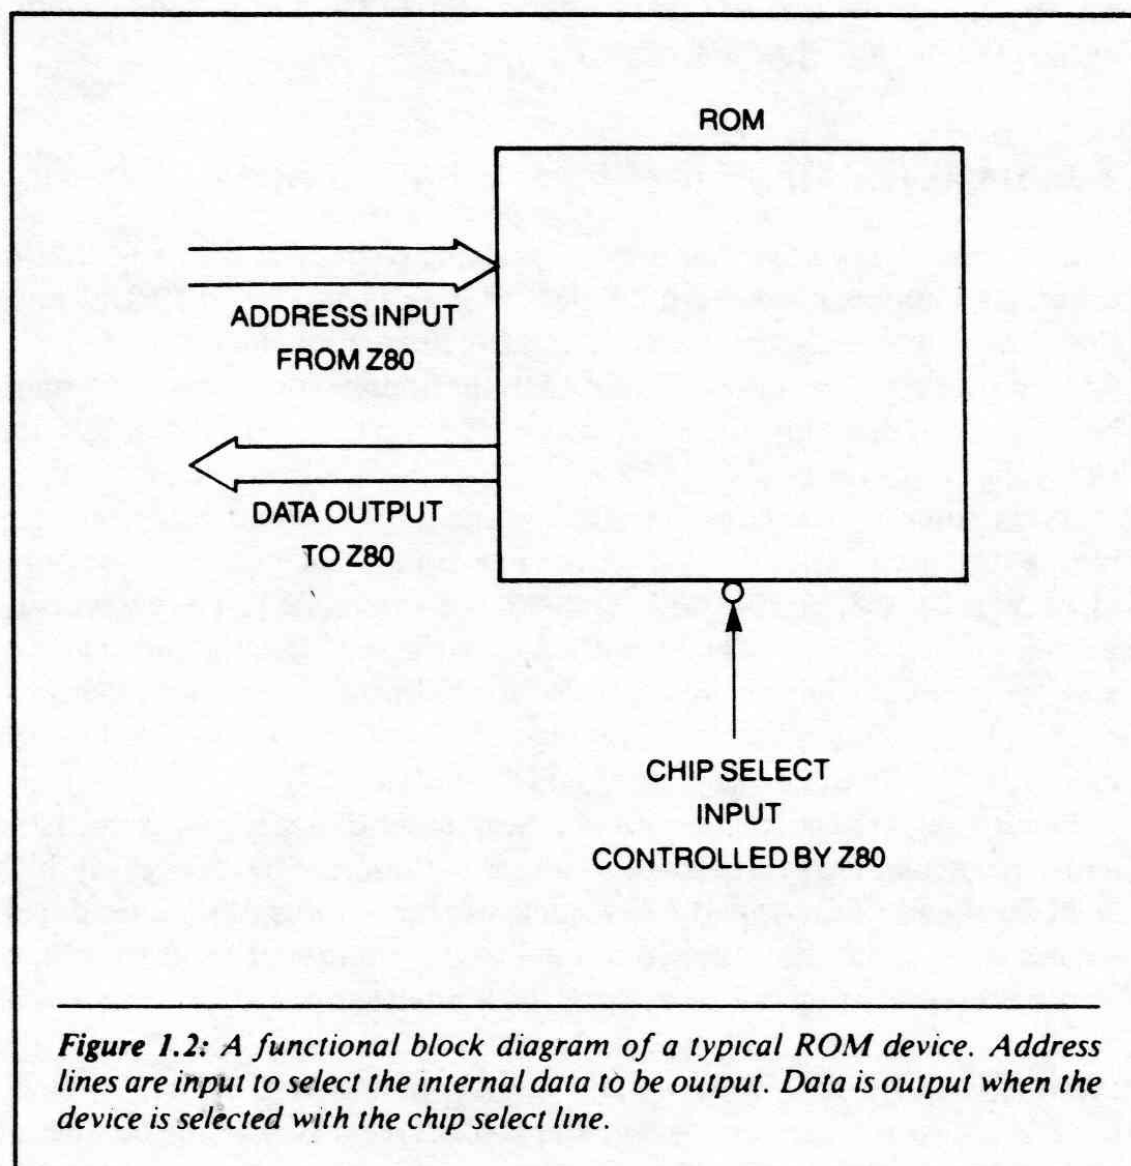 ROM
ADDRESS INPUT
FROM Z80
DATA OUTPUT
TO Z80
CHIP SELECT
INPUT
CONTROLLED BY Z80
Figure 1.2: A functional block diagram of a typical ROM device. Address
lines are input to select the internal data to be output. Data is output when the
device is selected with the chip select line.